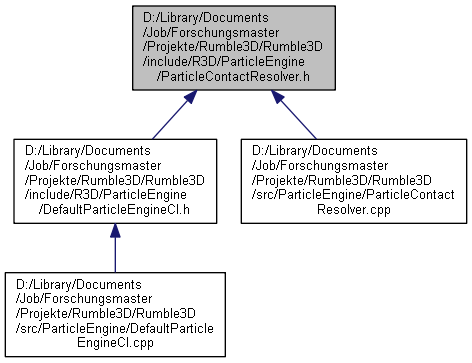 D:/Library/Documents
/Job/Forschungsmaster
/Projekte/Rumble3D/Rumble3D
/include/R3D/ParticleEngine
/ParticleContactResolver.h
D:/Library/Documents
/Job/Forschungsmaster
/Projekte/Rumble3D/Rumble3D
/include/R3D/ParticleEngine
/DefaultParticleEngineCI.h
D:/Library/Documents
/Job/Forschungsmaster
/Projekte/Rumble3D/Rumble3D
/src/ParticleEngine/ParticleContact
Resolver.cpp
D:/Library/Documents
/Job/Forschungsmaster
/Projekte/Rumble3D/Rumble3D
/src/ParticleEngine/DefaultParticle
EngineCI.cpp